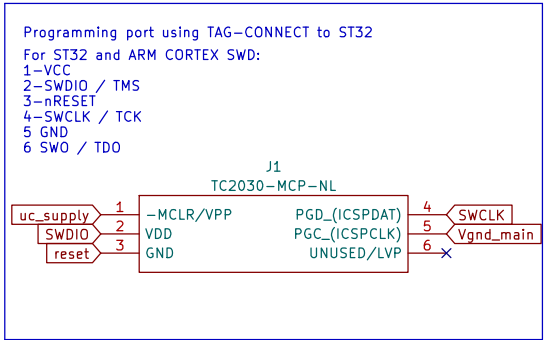 Programming port using TAG-CONNECT to ST32
For ST32 and ARM CORTEX SWD:
1-VCC
2-SWDIO / TMS
3-nRESET
4-SWCLK / TCK
5 GND
6 SWO / TDO
J1
TC2030-MCP-NL
uc_supply 1 -MCLR/VPP PGD_(ICSPDAT) 4 SWCLK
SWDIO 2 VDD PGC_(ICSPCLK) 5 Vgnd_main
reset 3 GND UNUSED/LVP 6